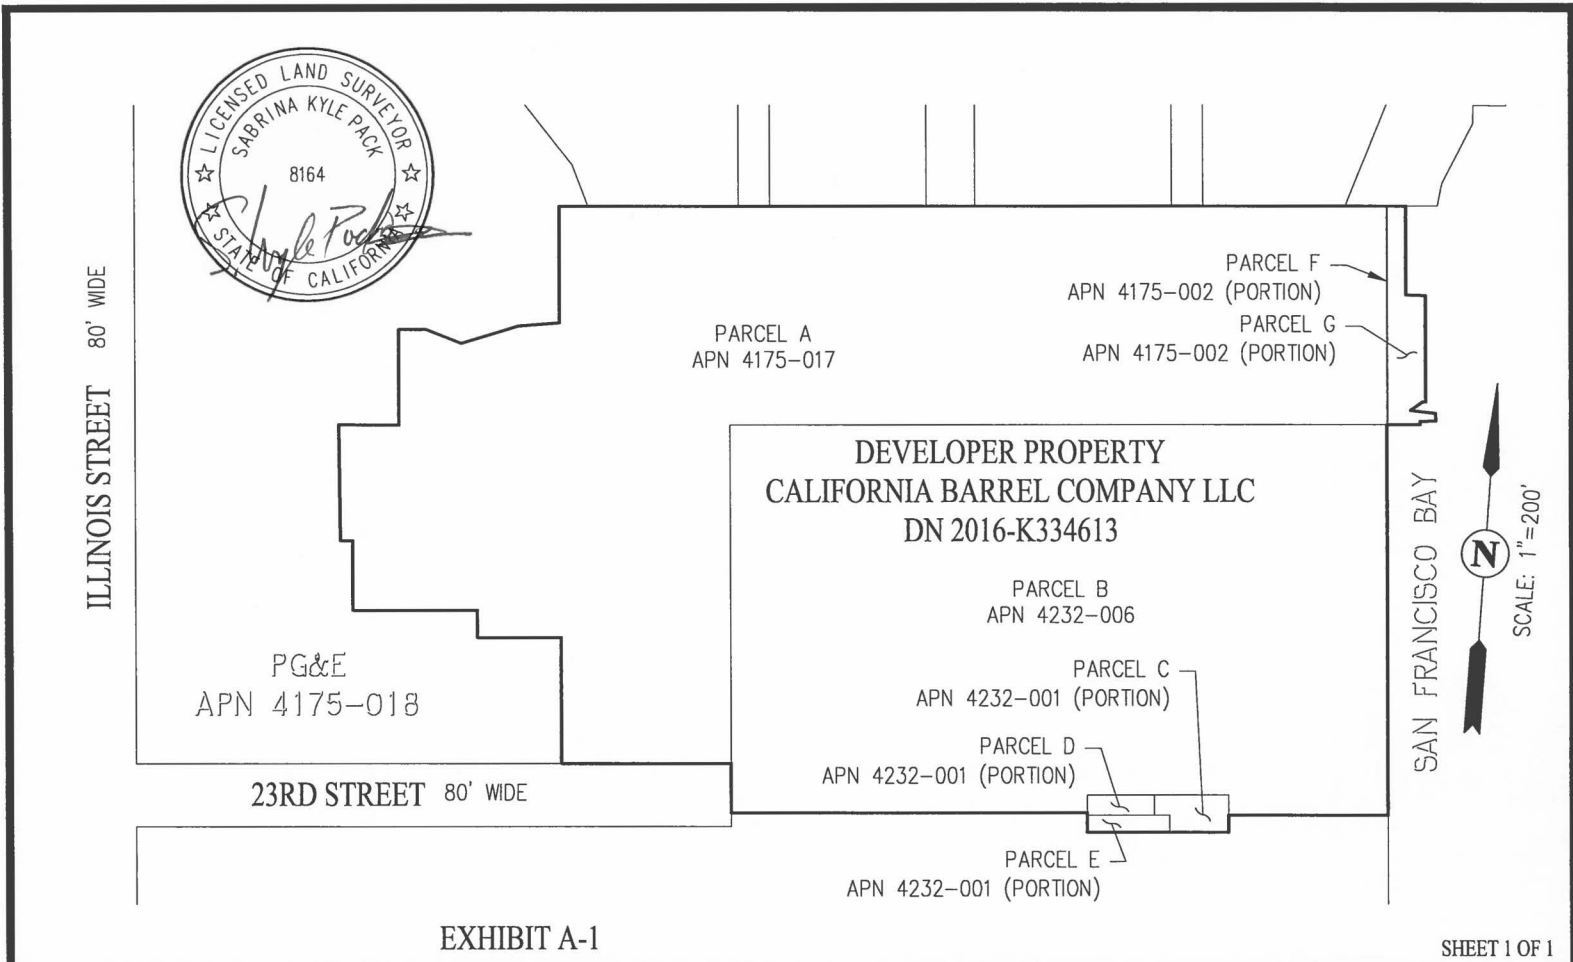 LICENSED LAND SURVEYOR
SABRINA KYLE PACK
8164
STATE OF CALIFORNIA
ILLINOIS STREET 80' WIDE
PARCEL A
APN 4175-017
PARCEL F
APN 4175-002 (PORTION)
PARCEL G
APN 4175-002 (PORTION)
DEVELOPER PROPERTY
CALIFORNIA BARREL COMPANY LLC
DN 2016-K334613
PARCEL B
APN 4232-006
PARCEL C
APN 4232-001 (PORTION)
PARCEL D
APN 4232-001 (PORTION)
PARCEL E
APN 4232-001 (PORTION)
PG&E
APN 4175-018
23RD STREET 80' WIDE
SAN FRANCISCO BAY
N
SCALE: 1"=200'
EXHIBIT A-1
SHEET 1 OF 1